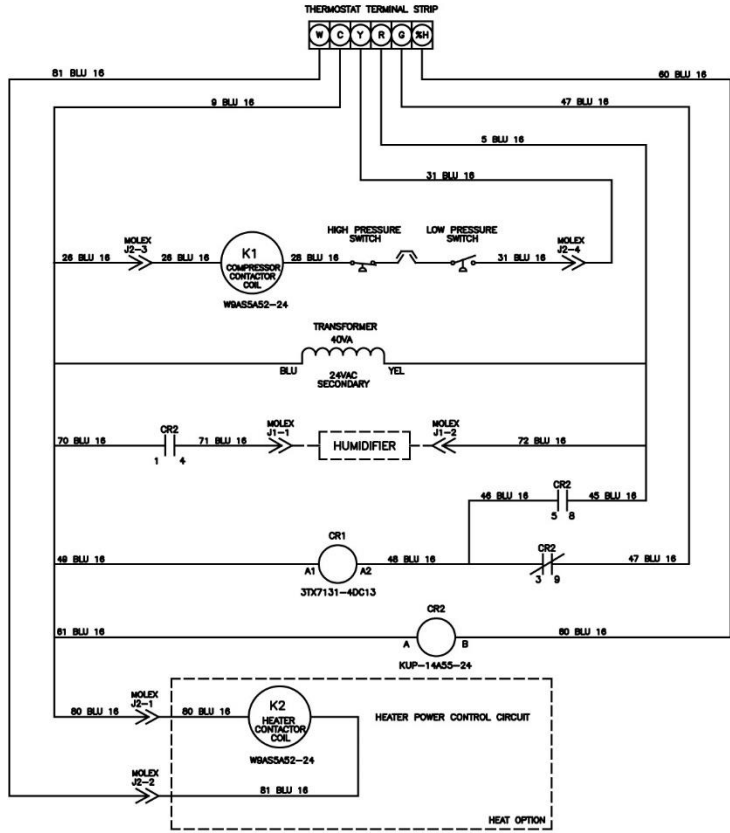 THERMOSTAT TERMINAL STRIP
W C Y R G %H
81 BLU 16
60 BLU 16
9 BLU 16
47 BLU 16
5 BLU 16
31 BLU 16
HIGH PRESSURE
SWITCH
LOW PRESSURE
SWITCH
MOLEX
J2-3
MOLEX
J2-4
26 BLU 16
26 BLU 16
K1
COMPRESSOR
CONTACTOR
COIL
28 BLU 16
31 BLU 16
W9AS5A52-24
TRANSFORMER
40VA
BLU
24VAC
SECONDARY
YEL
70 BLU 16
CR2
1 4
71 BLU 16
MOLEX
J1-1
HUMIDIFIER
MOLEX
J1-2
72 BLU 16
46 BLU 16
CR2
5 8
45 BLU 16
49 BLU 16
CR1
A1 A2
3TX7131-4DC13
48 BLU 16
CR2
3 9
47 BLU 16
61 BLU 16
CR2
A B
KUP-14A55-24
60 BLU 16
80 BLU 16
MOLEX
J2-1
80 BLU 16
K2
HEATER
CONTACTOR
COIL
W9AS5A52-24
HEATER POWER CONTROL CIRCUIT
MOLEX
J2-2
81 BLU 16
HEAT OPTION